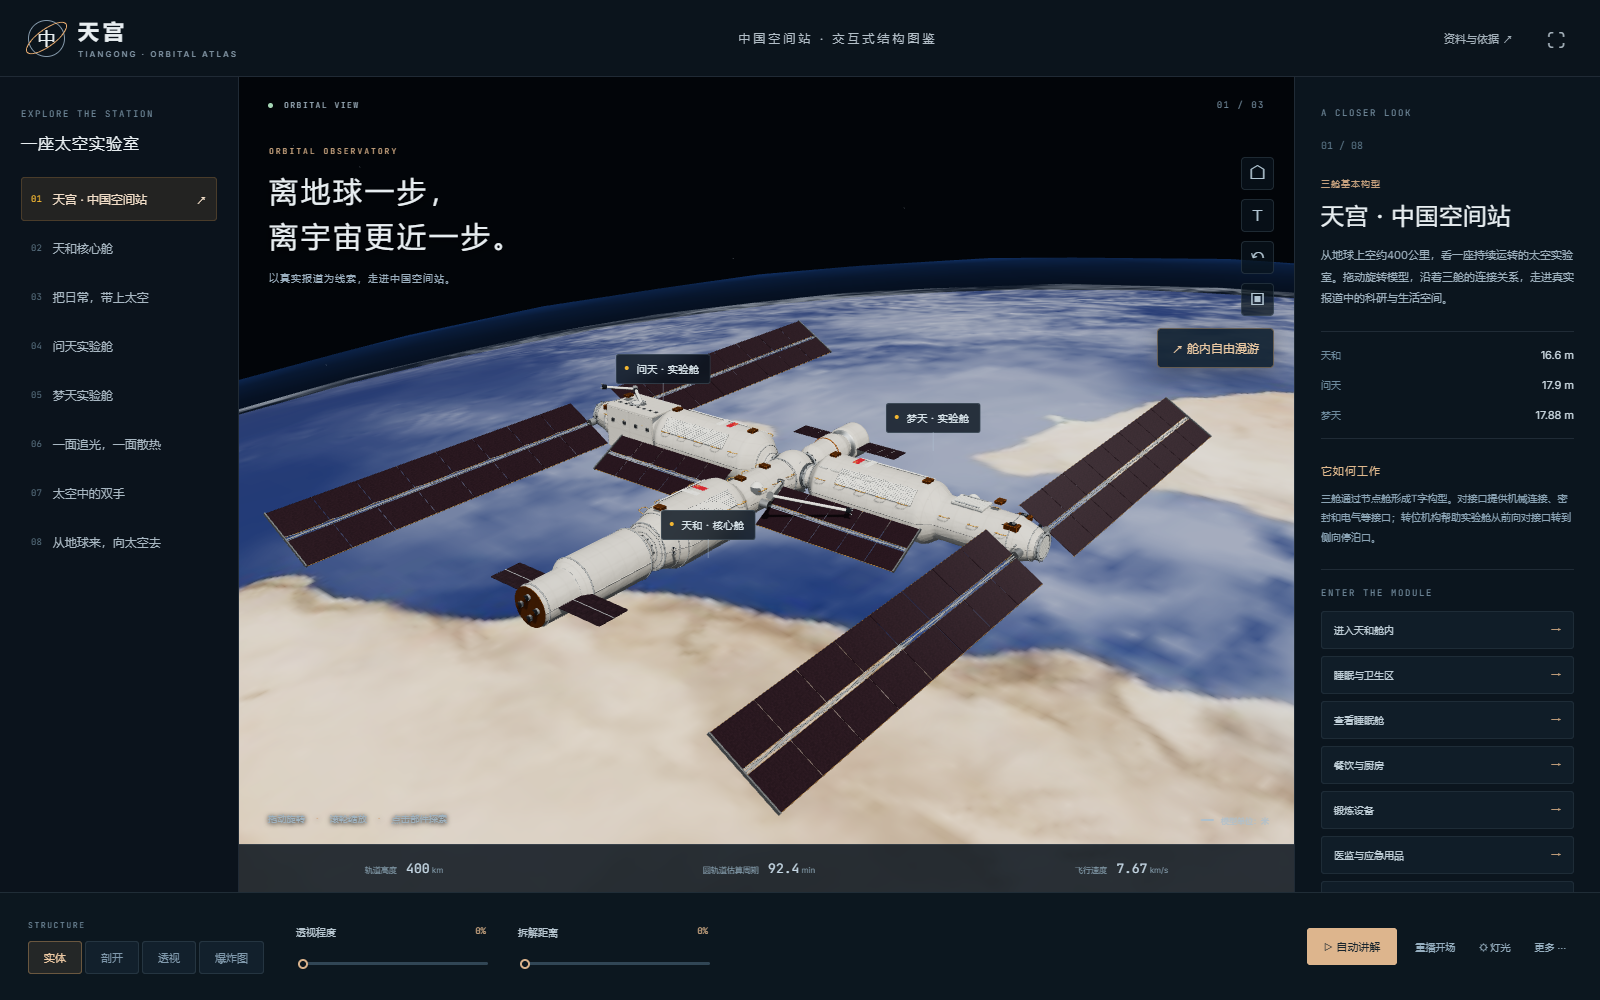 中
天宫
TIANGONG · ORBITAL ATLAS
中国空间站 · 交互式结构图鉴
资料与依据 ↗
EXPLORE THE STATION
一座太空实验室
01 天宫 · 中国空间站 ↗
02 天和核心舱
03 把日常，带上太空
04 问天实验舱
05 梦天实验舱
06 一面追光，一面散热
07 太空中的双手
08 从地球来，向太空去
ORBITAL VIEW
01 / 03
ORBITAL OBSERVATORY
离地球一步，
离宇宙更近一步。
以真实报道为线索，走进中国空间站。
T
↗ 舱内自由漫游
问天 · 实验舱
梦天 · 实验舱
天和 · 核心舱
轨道高度 400 km
圆轨道估算周期 92.4 min
飞行速度 7.67 km/s
A CLOSER LOOK
01 / 08
三舱基本构型
天宫 · 中国空间站
从地球上空约400公里，看一座持续运转的太空实验
室。拖动旋转模型，沿着三舱的连接关系，走进真实
报道中的科研与生活空间。
天和 16.6 m
问天 17.9 m
梦天 17.88 m
它如何工作
三舱通过节点舱形成T字构型。对接口提供机械连接、密
封和电气等接口；转位机构帮助实验舱从前向对接口转到
侧向停泊口。
ENTER THE MODULE
进入天和舱内 →
睡眠与卫生区 →
查看睡眠舱 →
餐饮与厨房 →
锻炼设备 →
医监与应急用品 →
STRUCTURE
实体 剖开 透视 爆炸图
透视程度 0%
拆解距离 0%
▷ 自动讲解
重播开场
灯光
更多 ···